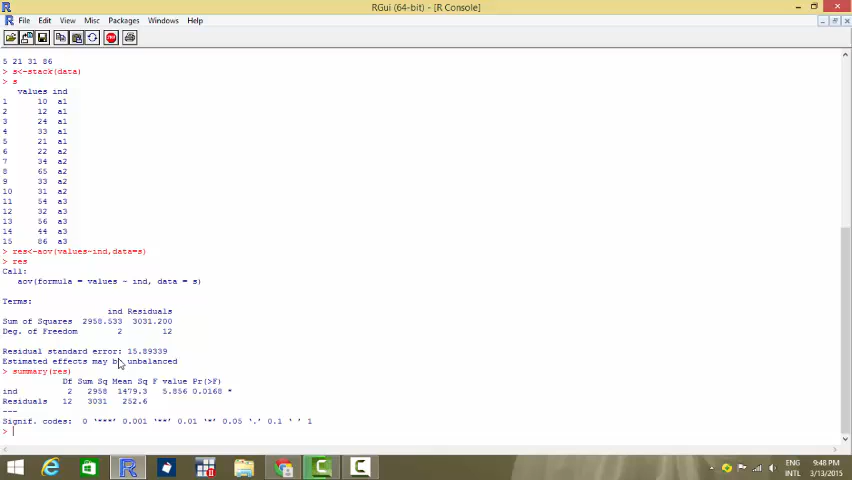 RGui (64-bit) - [R Console]
File Edit View Misc Packages Windows Help
5 21 31 86
> s<-stack(data)
> s
values ind
1 10 a1
2 12 a1
3 24 a1
4 33 a1
5 21 a1
6 22 a2
7 34 a2
8 65 a2
9 33 a2
10 31 a2
11 54 a3
12 32 a3
13 56 a3
14 44 a3
15 86 a3
> res<-aov(values~ind,data=s)
> res
Call:
aov(formula = values ~ ind, data = s)
Terms:
ind Residuals
Sum of Squares 2958.533 3031.200
Deg. of Freedom 2 12
Residual standard error: 15.89339
Estimated effects may be unbalanced
> summary(res)
Df Sum Sq Mean Sq F value Pr(>F)
ind 2 2958 1479.3 5.856 0.0168 *
Residuals 12 3031 252.6
---
Signif. codes: 0 '***' 0.001 '**' 0.01 '*' 0.05 '.' 0.1 ' ' 1
>
ENG 9:48 PM
INTL 3/13/2015